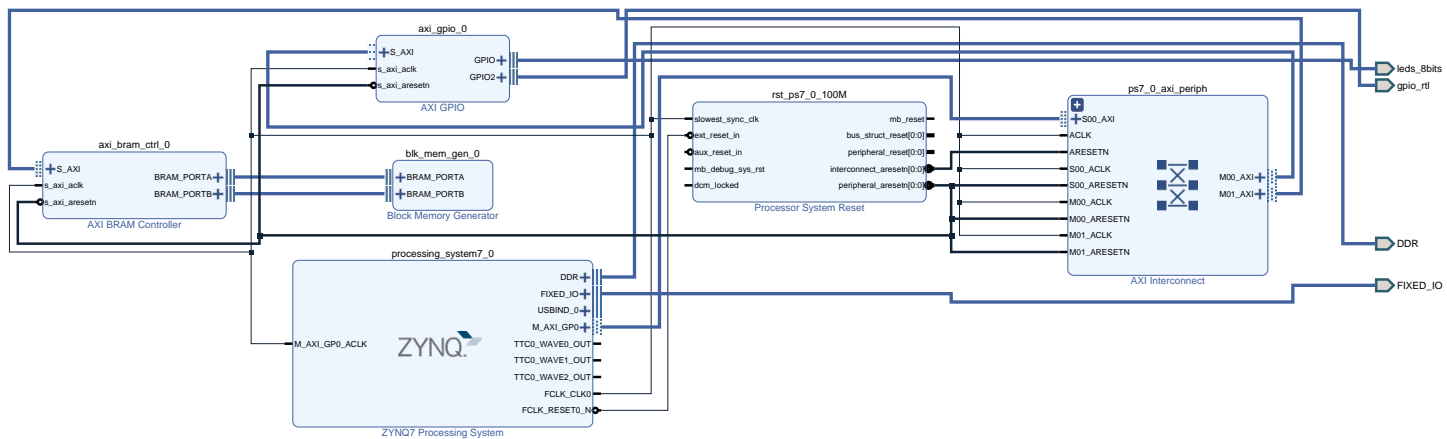 axi_gpio_0
S_AXI
s_axi_aclk
s_axi_aresetn
GPIO
GPIO2
AXI GPIO
axi_bram_ctrl_0
S_AXI
s_axi_aclk
s_axi_aresetn
BRAM_PORTA
BRAM_PORTB
AXI BRAM Controller
blk_mem_gen_0
BRAM_PORTA
BRAM_PORTB
Block Memory Generator
processing_system7_0
M_AXI_GP0_ACLK
ZYNQ
DDR
FIXED_IO
USBIND_0
M_AXI_GP0
TTC0_WAVE0_OUT
TTC0_WAVE1_OUT
TTC0_WAVE2_OUT
FCLK_CLK0
FCLK_RESET0_N
ZYNQ7 Processing System
rst_ps7_0_100M
slowest_sync_clk
ext_reset_in
aux_reset_in
mb_debug_sys_rst
dcm_locked
mb_reset
bus_struct_reset[0:0]
peripheral_reset[0:0]
interconnect_aresetn[0:0]
peripheral_aresetn[0:0]
Processor System Reset
ps7_0_axi_periph
S00_AXI
ACLK
ARESETN
S00_ACLK
S00_ARESETN
M00_ACLK
M00_ARESETN
M01_ACLK
M01_ARESETN
M00_AXI
M01_AXI
AXI Interconnect
leds_8bits
gpio_rtl
DDR
FIXED_IO